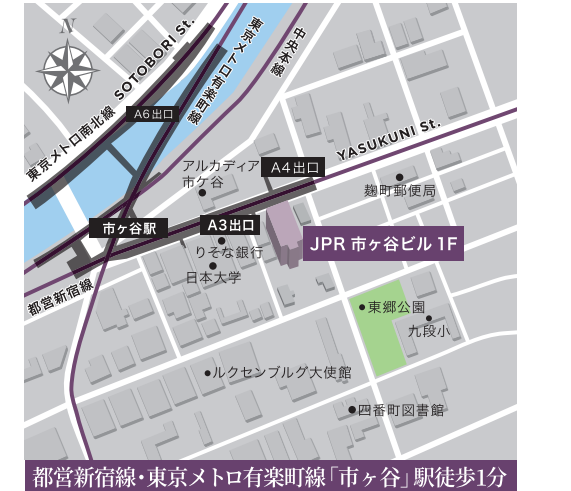 N
SOTOBORI St.
東京メトロ有楽町線
中央本線
東京メトロ南北線
A6出口
YASUKUNI St.
アルカディア
市ケ谷
A4出口
麹町郵便局
市ヶ谷駅
A3出口
りそな銀行
JPR 市ヶ谷ビル 1F
日本大学
都営新宿線
東郷公園
九段小
ルクセンブルグ大使館
四番町図書館
都営新宿線・東京メトロ有楽町線「市ヶ谷」駅徒歩1分